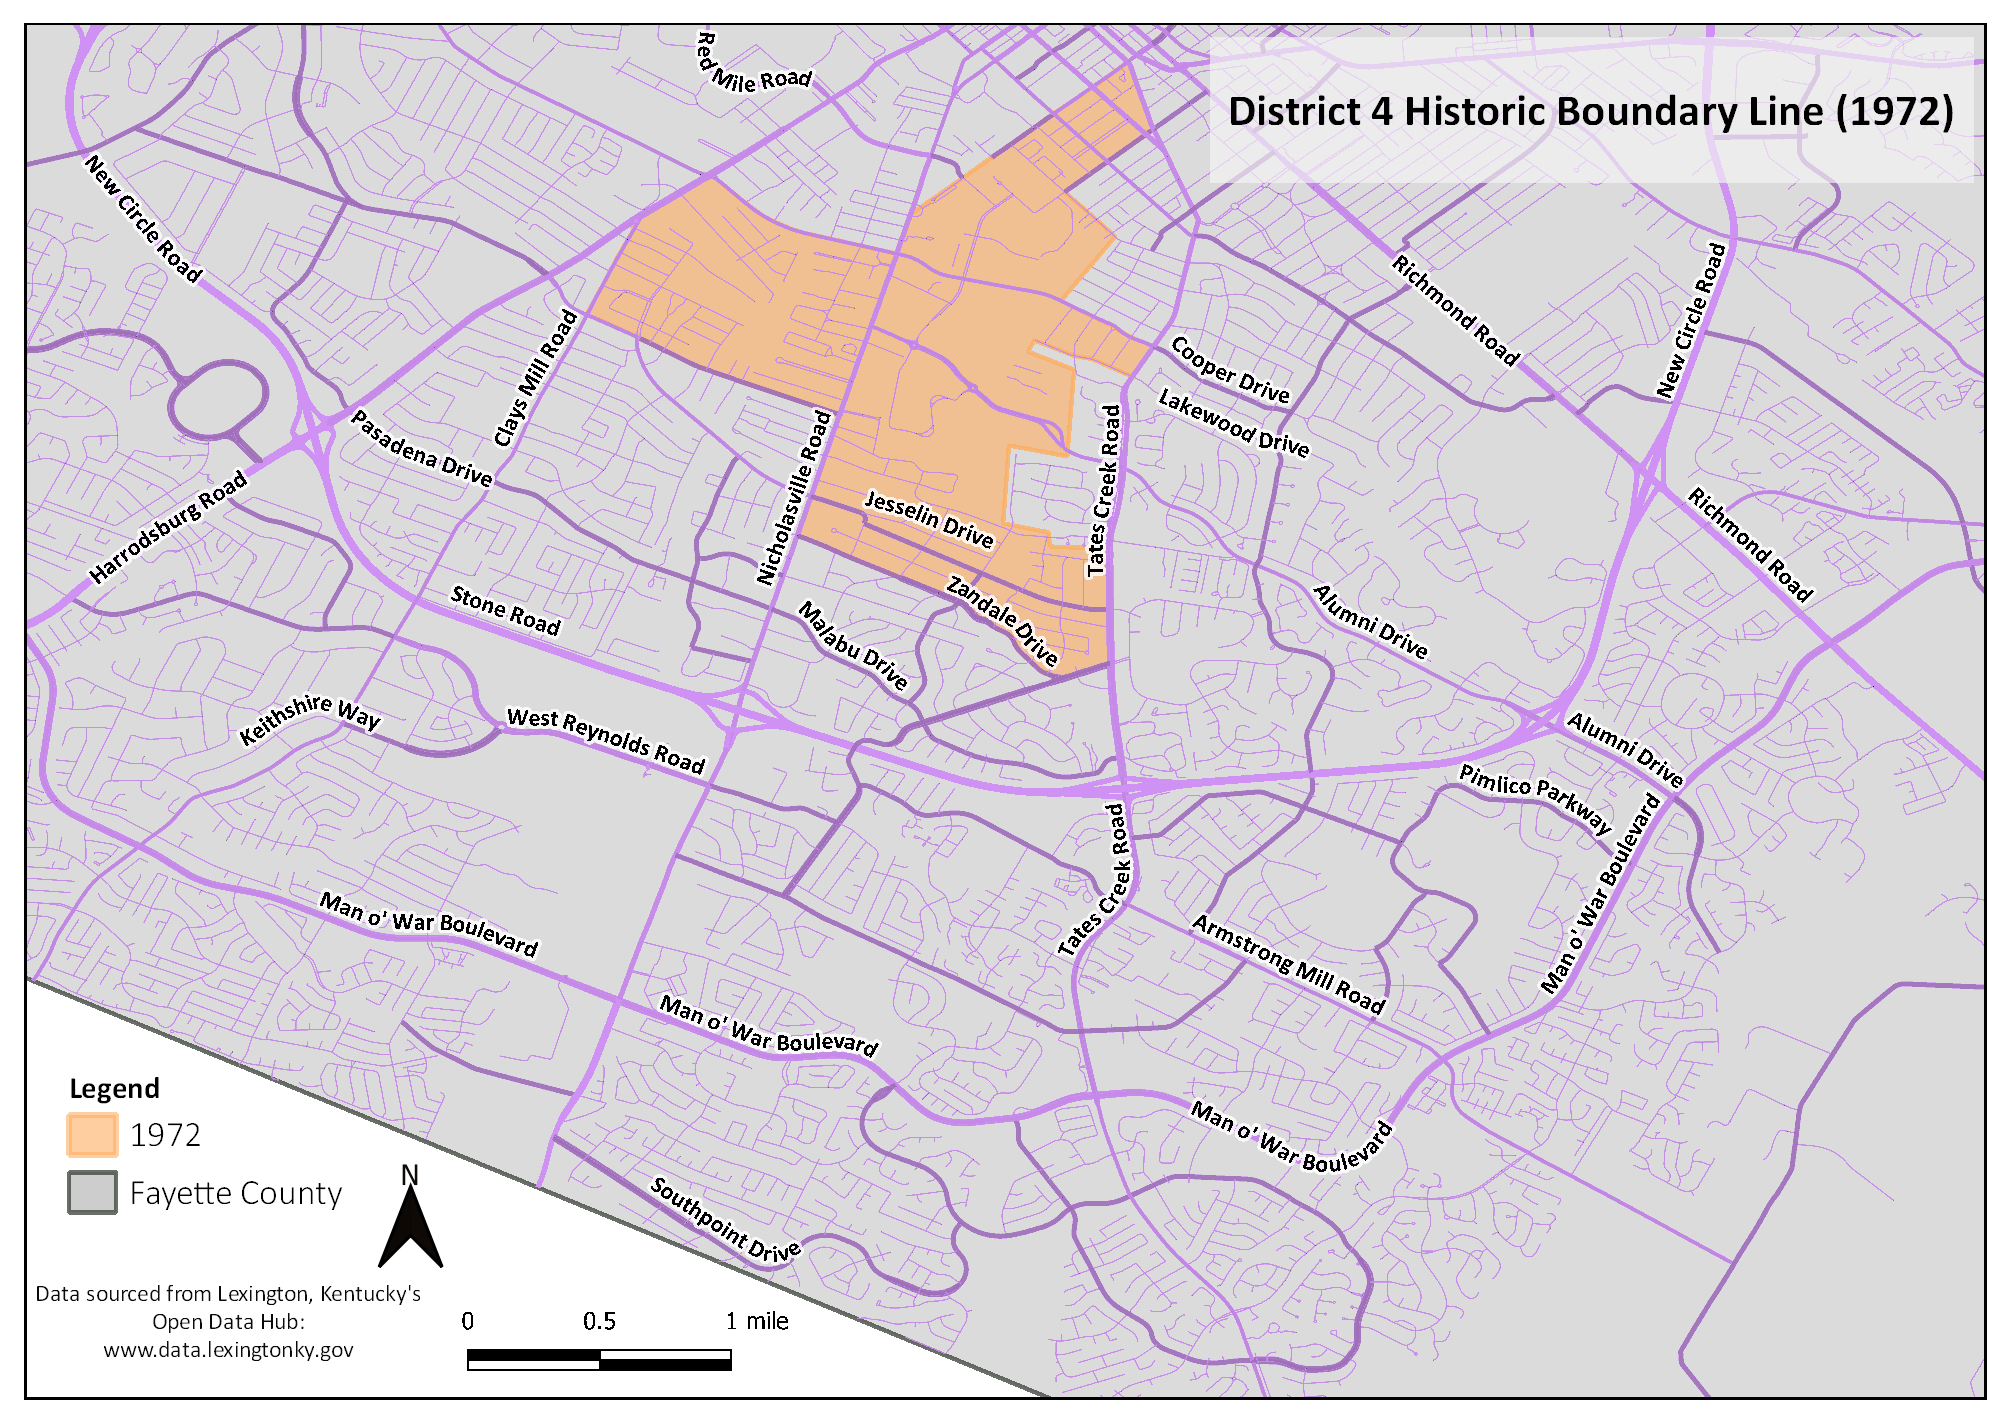 Red Mile Road
District 4 Historic Boundary Line (1972)
New Circle Road
Richmond Road
New Circle Road
Clays Mill Road
Cooper Drive
Lakewood Drive
Pasadena Drive
Nicholasville Road
Tates Creek Road
Harrodsburg Road
Jesselin Drive
Richmond Road
Stone Road
Zandale Drive
Malabu Drive
Alumni Drive
Keithshire Way
West Reynolds Road
Alumni Drive
Pimlico Parkway
Tates Creek Road
Man o' War Boulevard
Man o' War Boulevard
Armstrong Mill Road
Man o' War Boulevard
Man o' War Boulevard
Southpoint Drive
Legend
1972
Fayette County
N
Data sourced from Lexington, Kentucky's
Open Data Hub:
www.data.lexingtonky.gov
0 0.5 1 mile